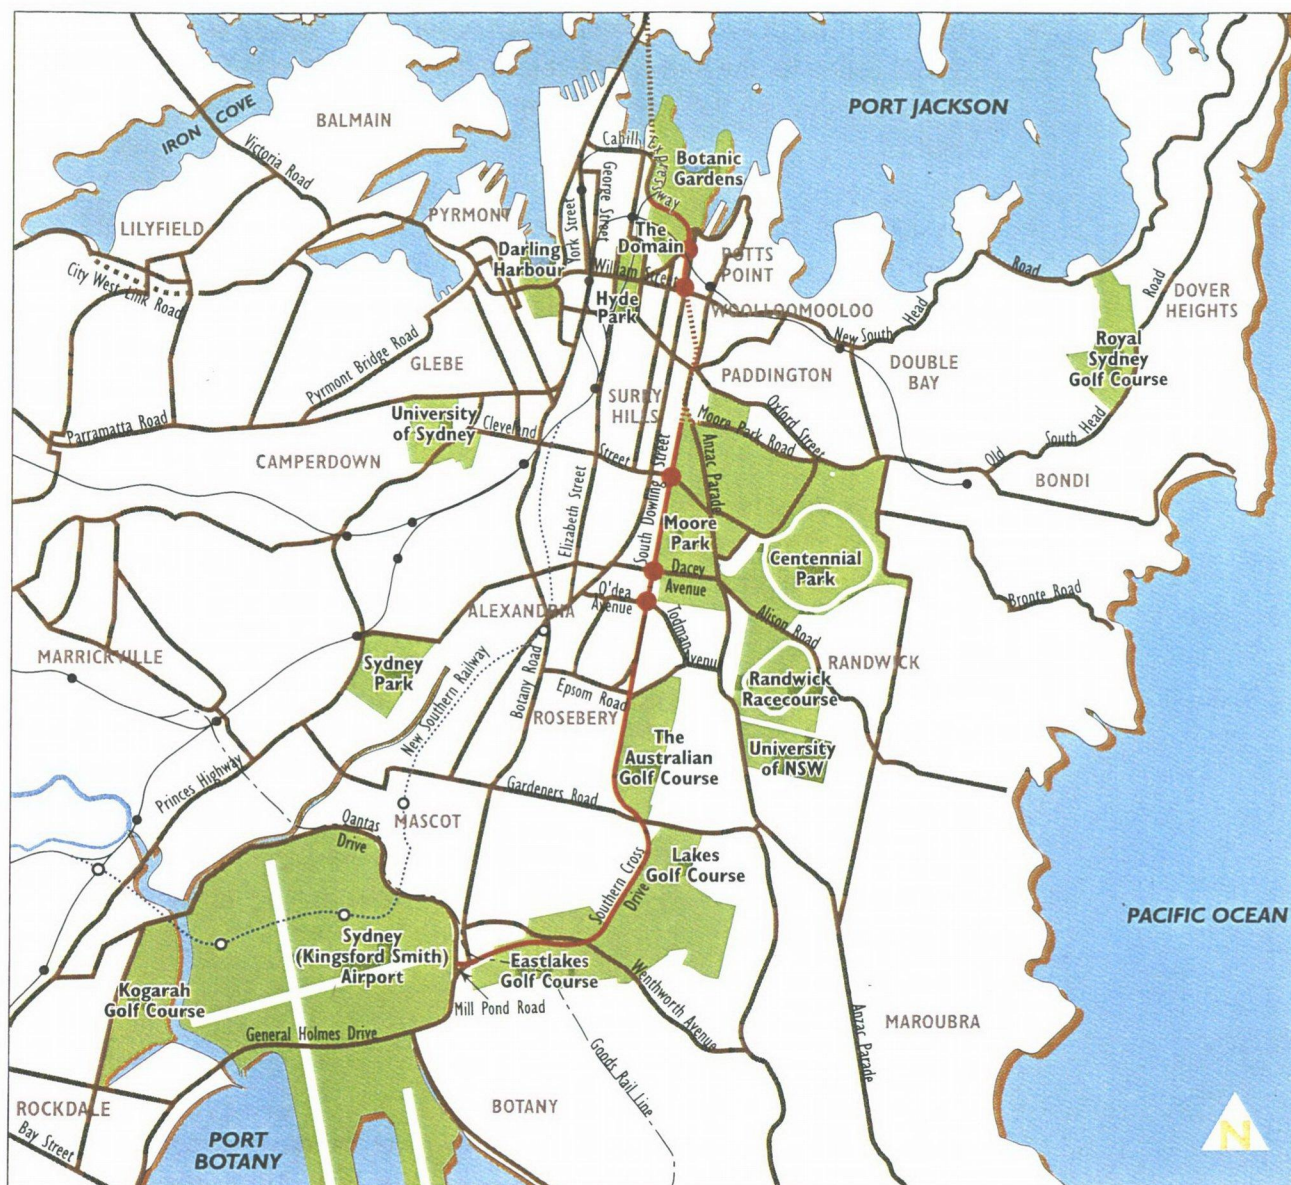 PORT JACKSON
IRON COVE
BALMAIN
Victoria Road
Cahill Expressway
Botanic
Gardens
George Street
York Street
PYRMONT
LILYFIELD
The
Domain
Darling
Harbour
POTTS
POINT
City West Link Road
William Street
Hyde
Park
WOOLLOOMOOLOO
New South Head Road
Road
DOVER
HEIGHTS
Royal
Sydney
Golf Course
Pyrmont Bridge Road
GLEBE
DOUBLE
BAY
PADDINGTON
SURRY
HILLS
Oxford Street
Moora Park Road
Anzac Parade
Old South Head
Parramatta Road
University
of Sydney
Cleveland Street
CAMPERDOWN
BONDI
Elizabeth Street
South Dowling Street
Moore
Park
Centennial
Park
Dacey
Avenue
O'dea
Avenue
Bronte Road
ALEXANDRIA
Alison Road
Todman Avenu
MARRICKVILLE
Sydney
Park
New Southern Railway
Botany Road
RANDWICK
Randwick
Racecourse
Epsom Road
ROSEBERY
The
Australian
Golf Course
University
of NSW
Princes Highway
Gardeners Road
MASCOT
Qantas
Drive
Lakes
Golf Course
Southern Cross
Drive
PACIFIC OCEAN
Sydney
(Kingsford Smith)
Airport
Eastlakes
Golf Course
Kogarah
Golf Course
Wenthworth Avenue
Mill Pond Road
General Holmes Drive
Anzac Parade
MAROUBRA
Goods Rail Line
ROCKDALE
BOTANY
Bay Street
PORT
BOTANY
N